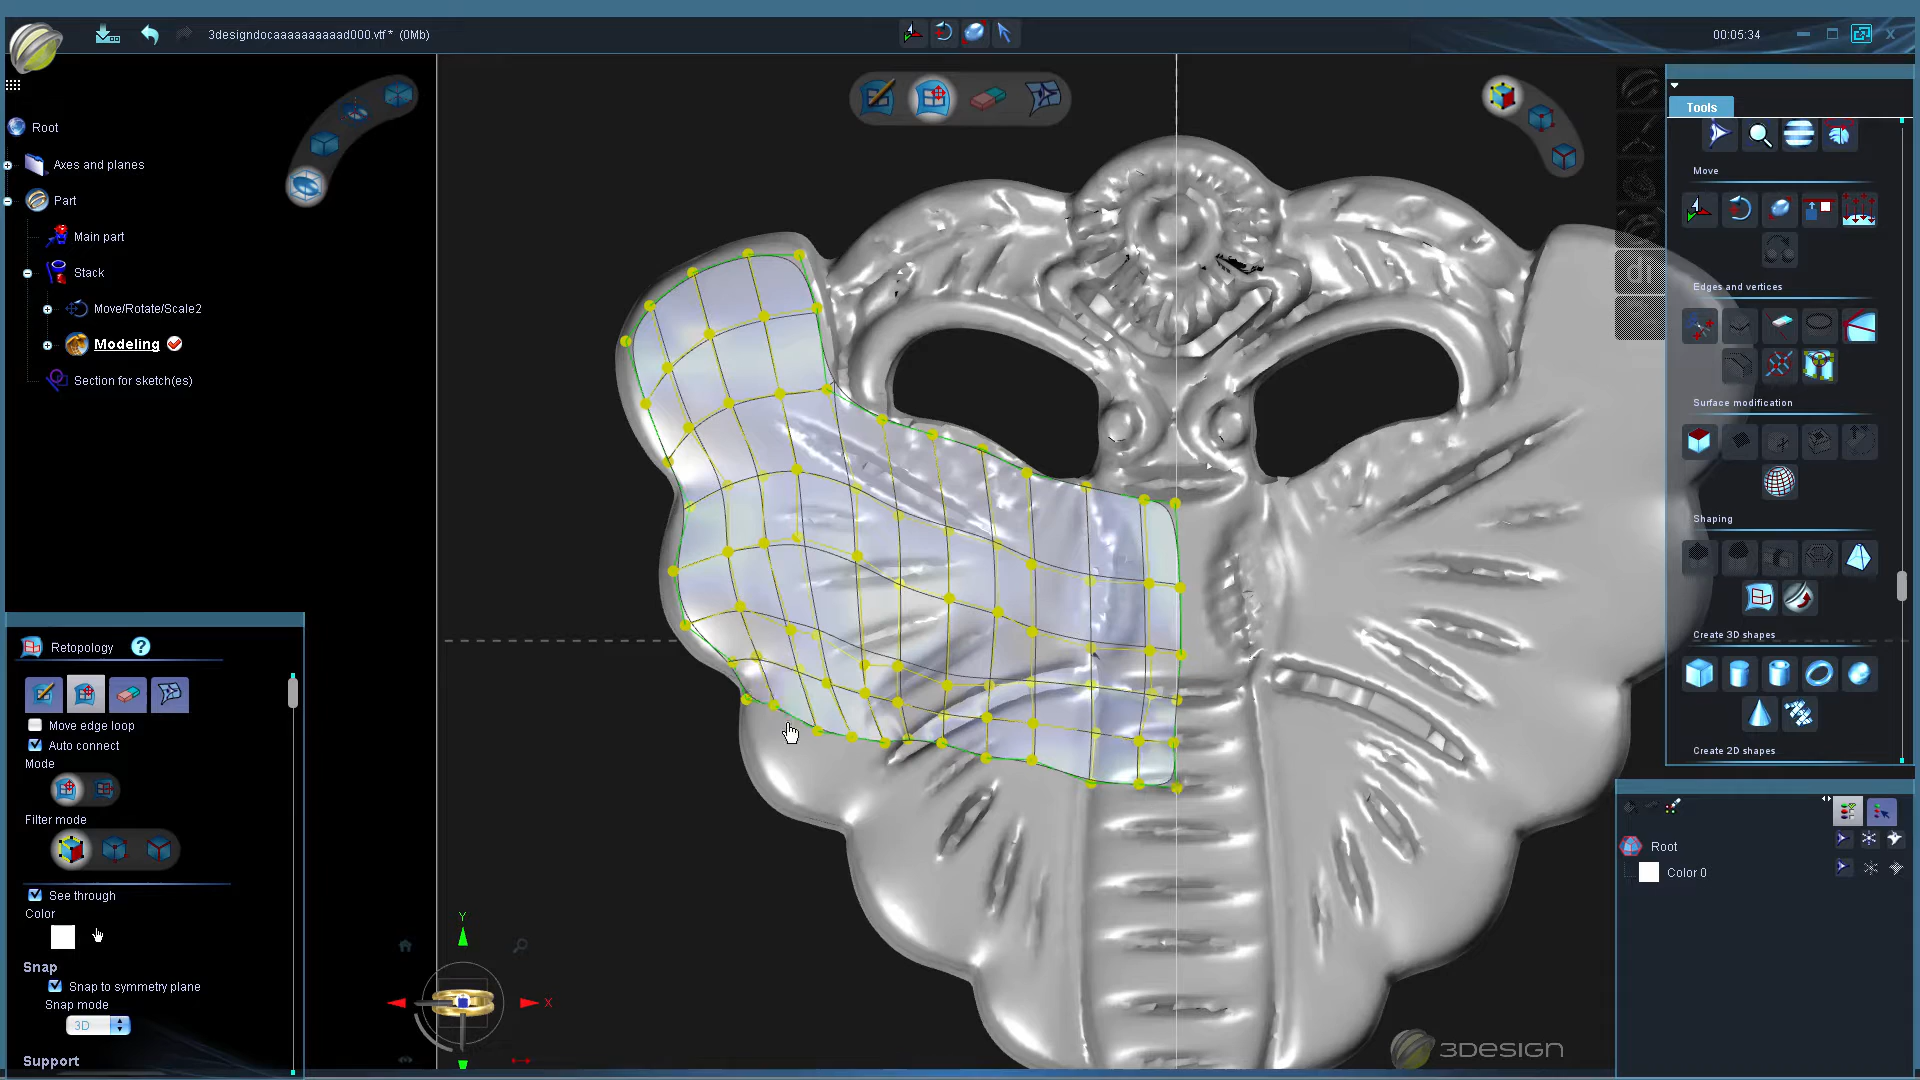 3designdocaaaaaaaaaad000.vtf* (0Mb)
00:05:34
Root
Axes and planes
Part
Main part
Stack
Move/Rotate/Scale2
Modeling
Section for sketch(es)
Retopology
?
Move edge loop
Auto connect
Mode
Filter mode
See through
Color
Snap
Snap to symmetry plane
Snap mode
3D
Support
Y
X
Tools
Move
Edges and vertices
Surface modification
Shaping
Create 3D shapes
Create 2D shapes
Root
Color 0
3DESIGN